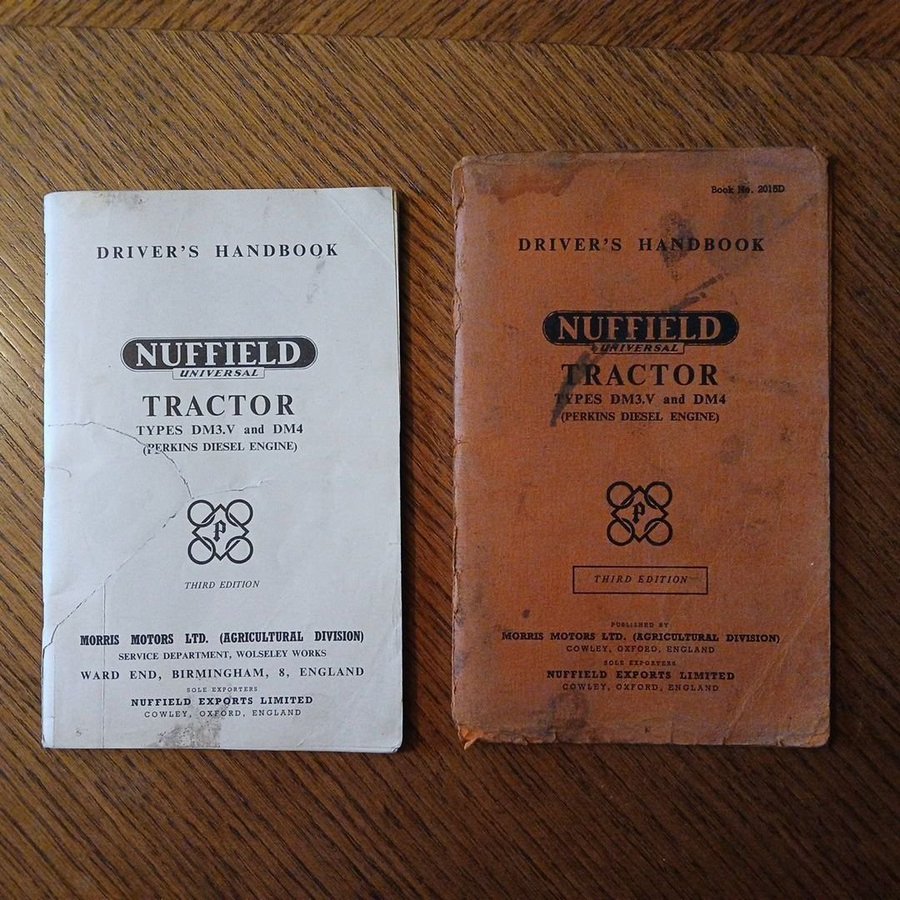 DRIVER'S HANDBOOK
NUFFIELD
UNIVERSAL
TRACTOR
TYPES DM3.V and DM4
(PERKINS DIESEL ENGINE)
P
THIRD EDITION
MORRIS MOTORS LTD. (AGRICULTURAL DIVISION)
SERVICE DEPARTMENT, WOLSELEY WORKS
WARD END, BIRMINGHAM, 8, ENGLAND
SOLE EXPORTERS
NUFFIELD EXPORTS LIMITED
COWLEY, OXFORD, ENGLAND
Book No. 2015D
DRIVER'S HANDBOOK
NUFFIELD
UNIVERSAL
TRACTOR
TYPES DM3.V and DM4
(PERKINS DIESEL ENGINE)
P
THIRD EDITION
PUBLISHED BY
MORRIS MOTORS LTD. (AGRICULTURAL DIVISION)
COWLEY, OXFORD, ENGLAND
SOLE EXPORTERS
NUFFIELD EXPORTS LIMITED
COWLEY, OXFORD, ENGLAND